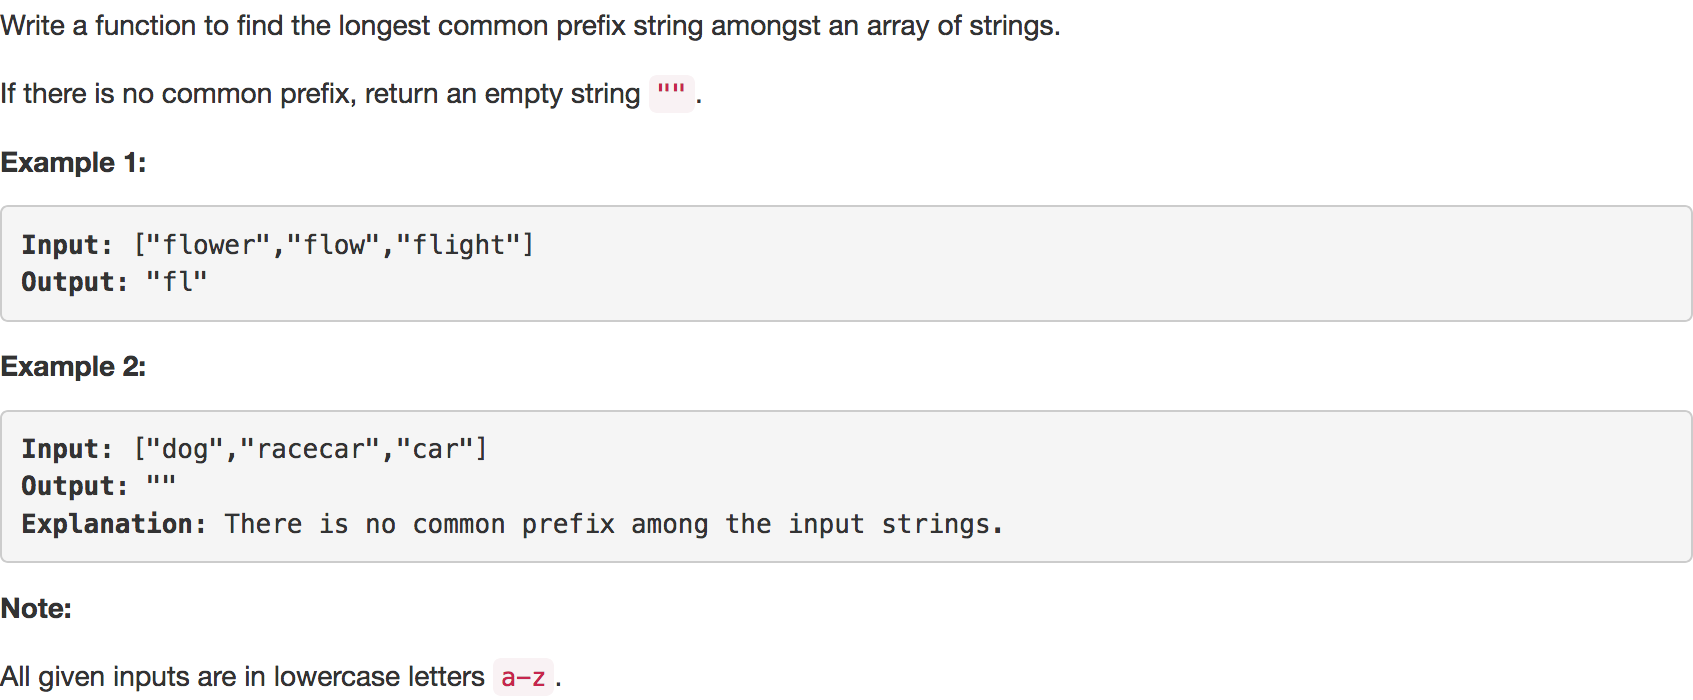 Write a function to find the longest common prefix string amongst an array of strings.
If there is no common prefix, return an empty string "".
Example 1:
Input: ["flower","flow","flight"]
Output: "fl"
Example 2:
Input: ["dog","racecar","car"]
Output: ""
Explanation: There is no common prefix among the input strings.
Note:
All given inputs are in lowercase letters a-z.